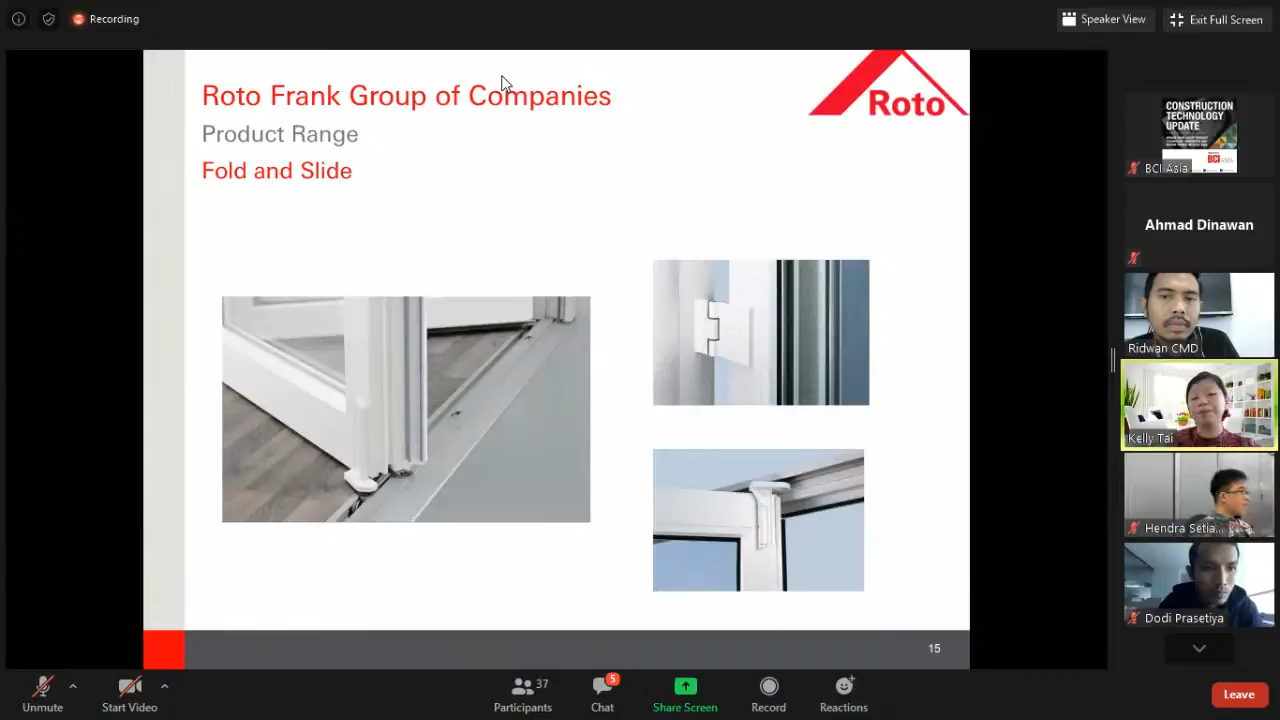 Recording
Speaker View
Exit Full Screen
Roto Frank Group of Companies
Product Range
Fold and Slide
Roto
15
CONSTRUCTION
TECHNOLOGY
UPDATE
BCI ASIA
BCI Asia
Ahmad Dinawan
Ridwan CMD
Kelly Tai
Hendra Setia...
Dodi Prasetiya
Unmute
Start Video
37
Participants
5
Chat
Share Screen
Record
Reactions
Leave